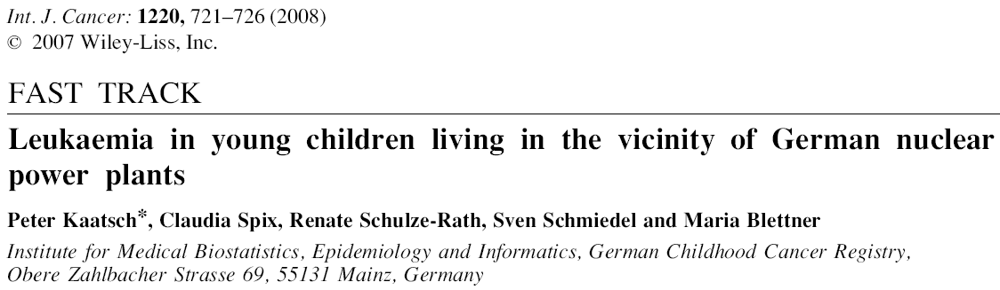 Int. J. Cancer: 1220, 721–726 (2008)
© 2007 Wiley-Liss, Inc.
FAST TRACK
Leukaemia in young children living in the vicinity of German nuclear
power plants
Peter Kaatsch*, Claudia Spix, Renate Schulze-Rath, Sven Schmiedel and Maria Blettner
Institute for Medical Biostatistics, Epidemiology and Informatics, German Childhood Cancer Registry,
Obere Zahlbacher Strasse 69, 55131 Mainz, Germany